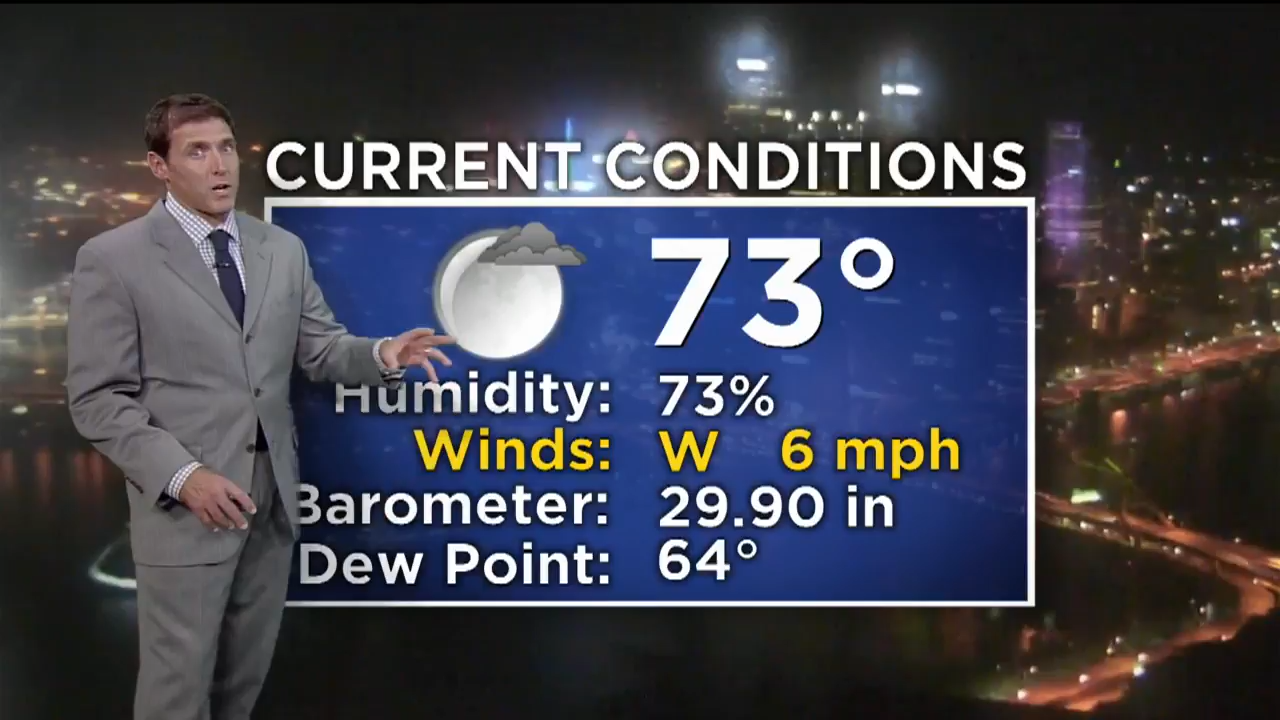 CURRENT CONDITIONS
73°
Humidity: 73%
Winds: W 6 mph
Barometer: 29.90 in
Dew Point: 64°